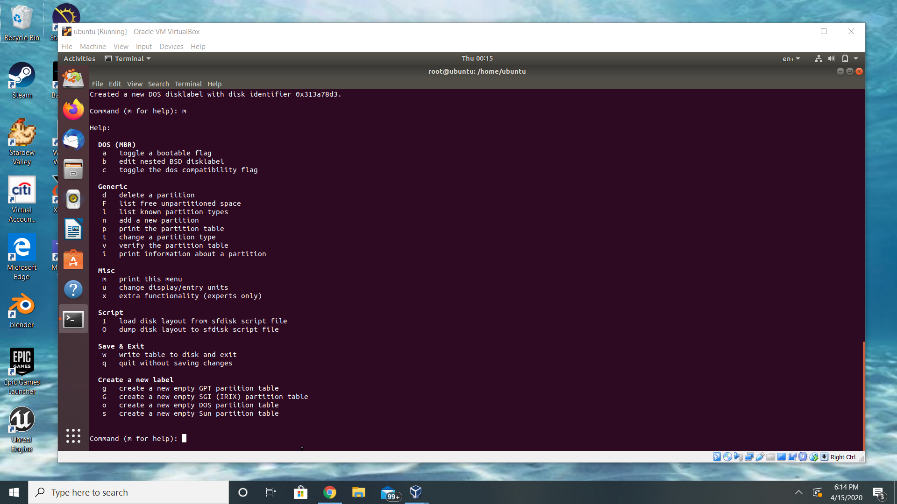 Recycle Bin
Steam
Stardew
Valley
Virtual
Accoun...
Microsoft
Edge
blender
Epic Games
Launcher
Unreal
Engine
ubuntu [Running] - Oracle VM VirtualBox
File Machine View Input Devices Help
Activities Terminal Thu 00:15 en
root@ubuntu: /home/ubuntu
File Edit View Search Terminal Help
Created a new DOS disklabel with disk identifier 0x313a78d3.
Command (m for help): m
Help:
DOS (MBR)
a toggle a bootable flag
b edit nested BSD disklabel
c toggle the dos compatibility flag
Generic
d delete a partition
F list free unpartitioned space
l list known partition types
n add a new partition
p print the partition table
t change a partition type
v verify the partition table
i print information about a partition
Misc
m print this menu
u change display/entry units
x extra functionality (experts only)
Script
I load disk layout from sfdisk script file
O dump disk layout to sfdisk script file
Save & Exit
w write table to disk and exit
q quit without saving changes
Create a new label
g create a new empty GPT partition table
G create a new empty SGI (IRIX) partition table
o create a new empty DOS partition table
s create a new empty Sun partition table
Command (m for help):
Right Ctrl
citi
EPIC
GAMES
Type here to search
99+
6:14 PM
4/15/2020